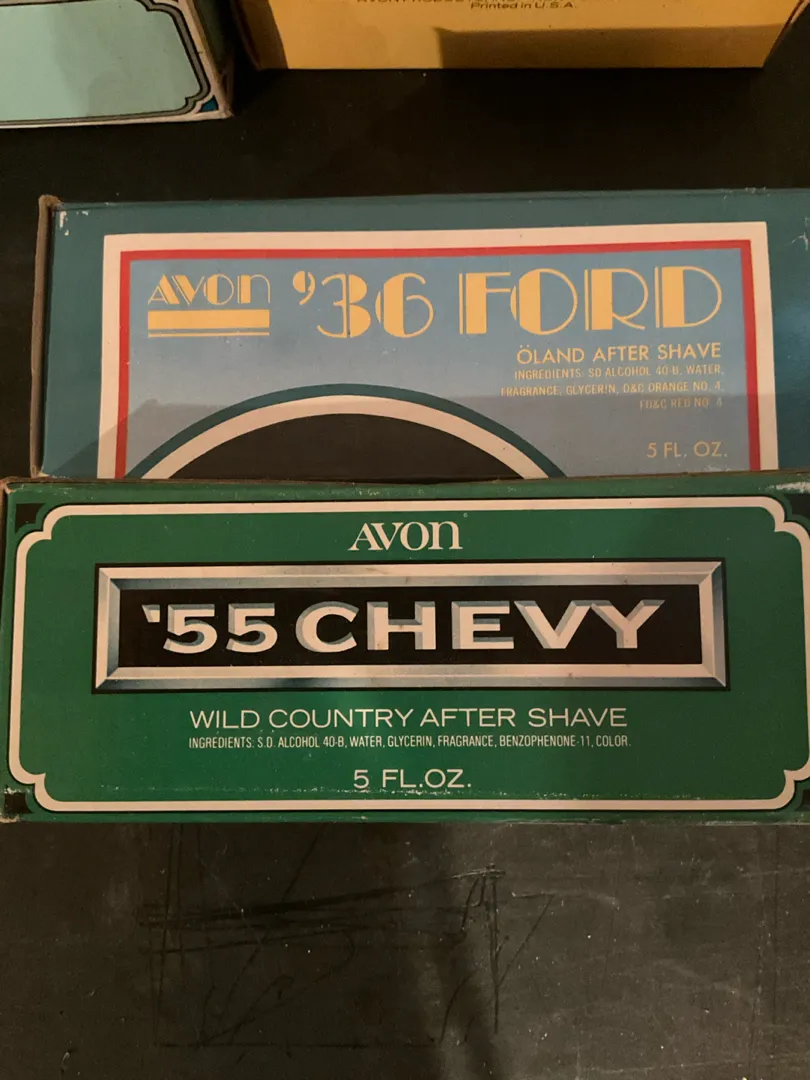 Printed in U.S.A.
AVON '36 FORD
ÖLAND AFTER SHAVE
INGREDIENTS: SD ALCOHOL 40-B, WATER,
FRAGRANCE, GLYCERIN, D&C ORANGE NO. 4,
FD&C RED NO. 4
5 FL. OZ.
AVON
'55 CHEVY
WILD COUNTRY AFTER SHAVE
INGREDIENTS: S.D. ALCOHOL 40-B, WATER, GLYCERIN, FRAGRANCE, BENZOPHENONE-11, COLOR.
5 FL.OZ.